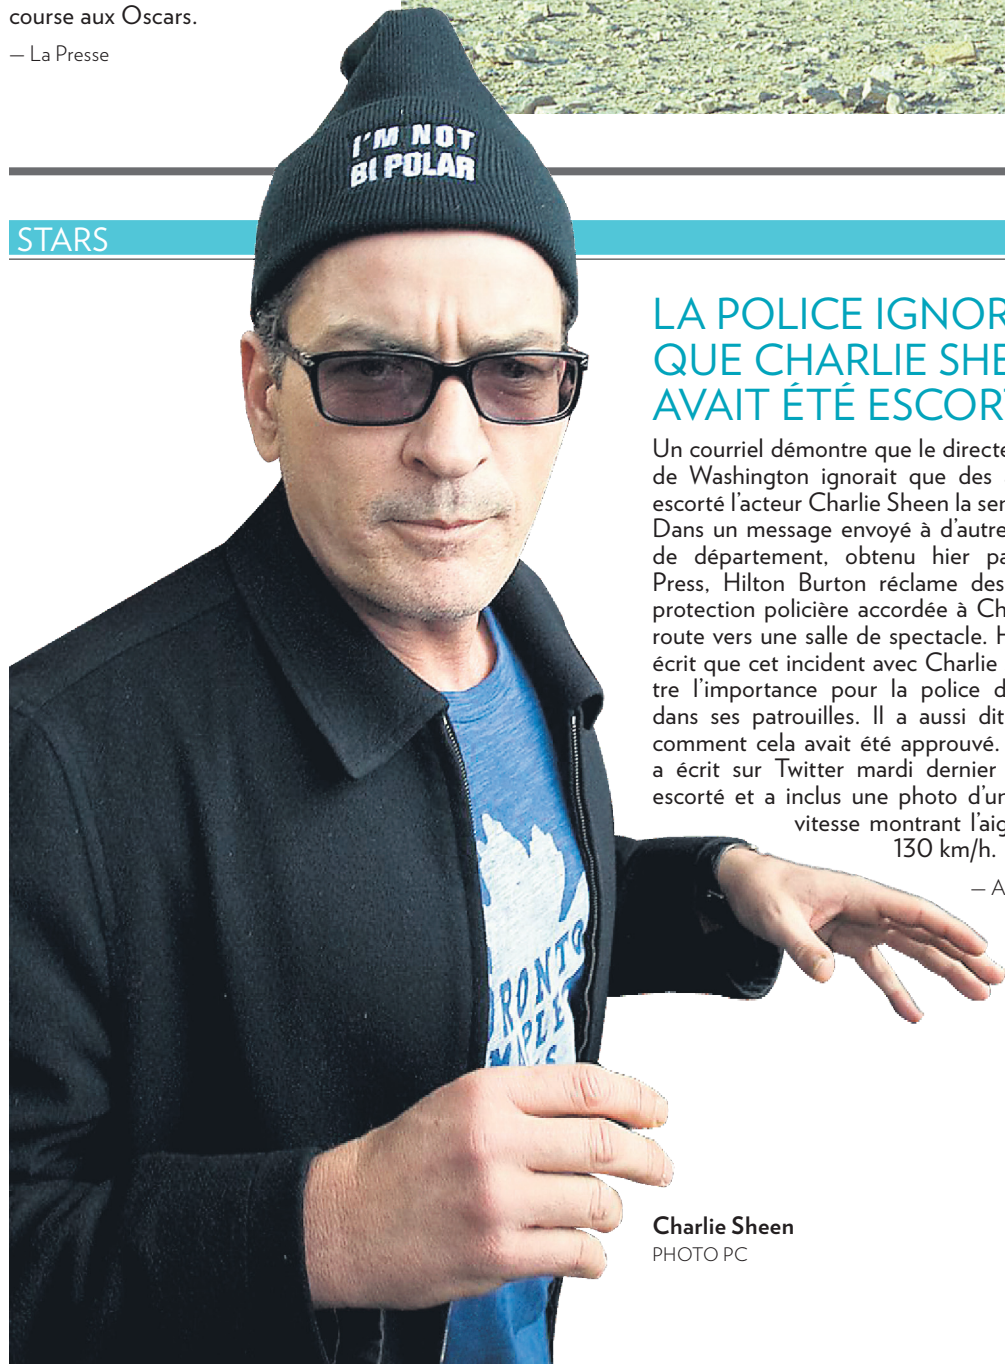 course aux Oscars.
— La Presse
I'M NOT
BI POLAR
STARS
LA POLICE IGNOR
QUE CHARLIE SHE
AVAIT ÉTÉ ESCOR
Un courriel démontre que le directe
de Washington ignorait que des
escorté l'acteur Charlie Sheen la ser
Dans un message envoyé à d'autre
de département, obtenu hier pa
Press, Hilton Burton réclame des
protection policière accordée à Ch
route vers une salle de spectacle. H
écrit que cet incident avec Charlie
tre l'importance pour la police d
dans ses patrouilles. Il a aussi dit
comment cela avait été approuvé.
a écrit sur Twitter mardi dernier
escorté et a inclus une photo d'un
vitesse montrant l'aig
130 km/h.
— A
RONTO
MAPLE
Charlie Sheen
PHOTO PC